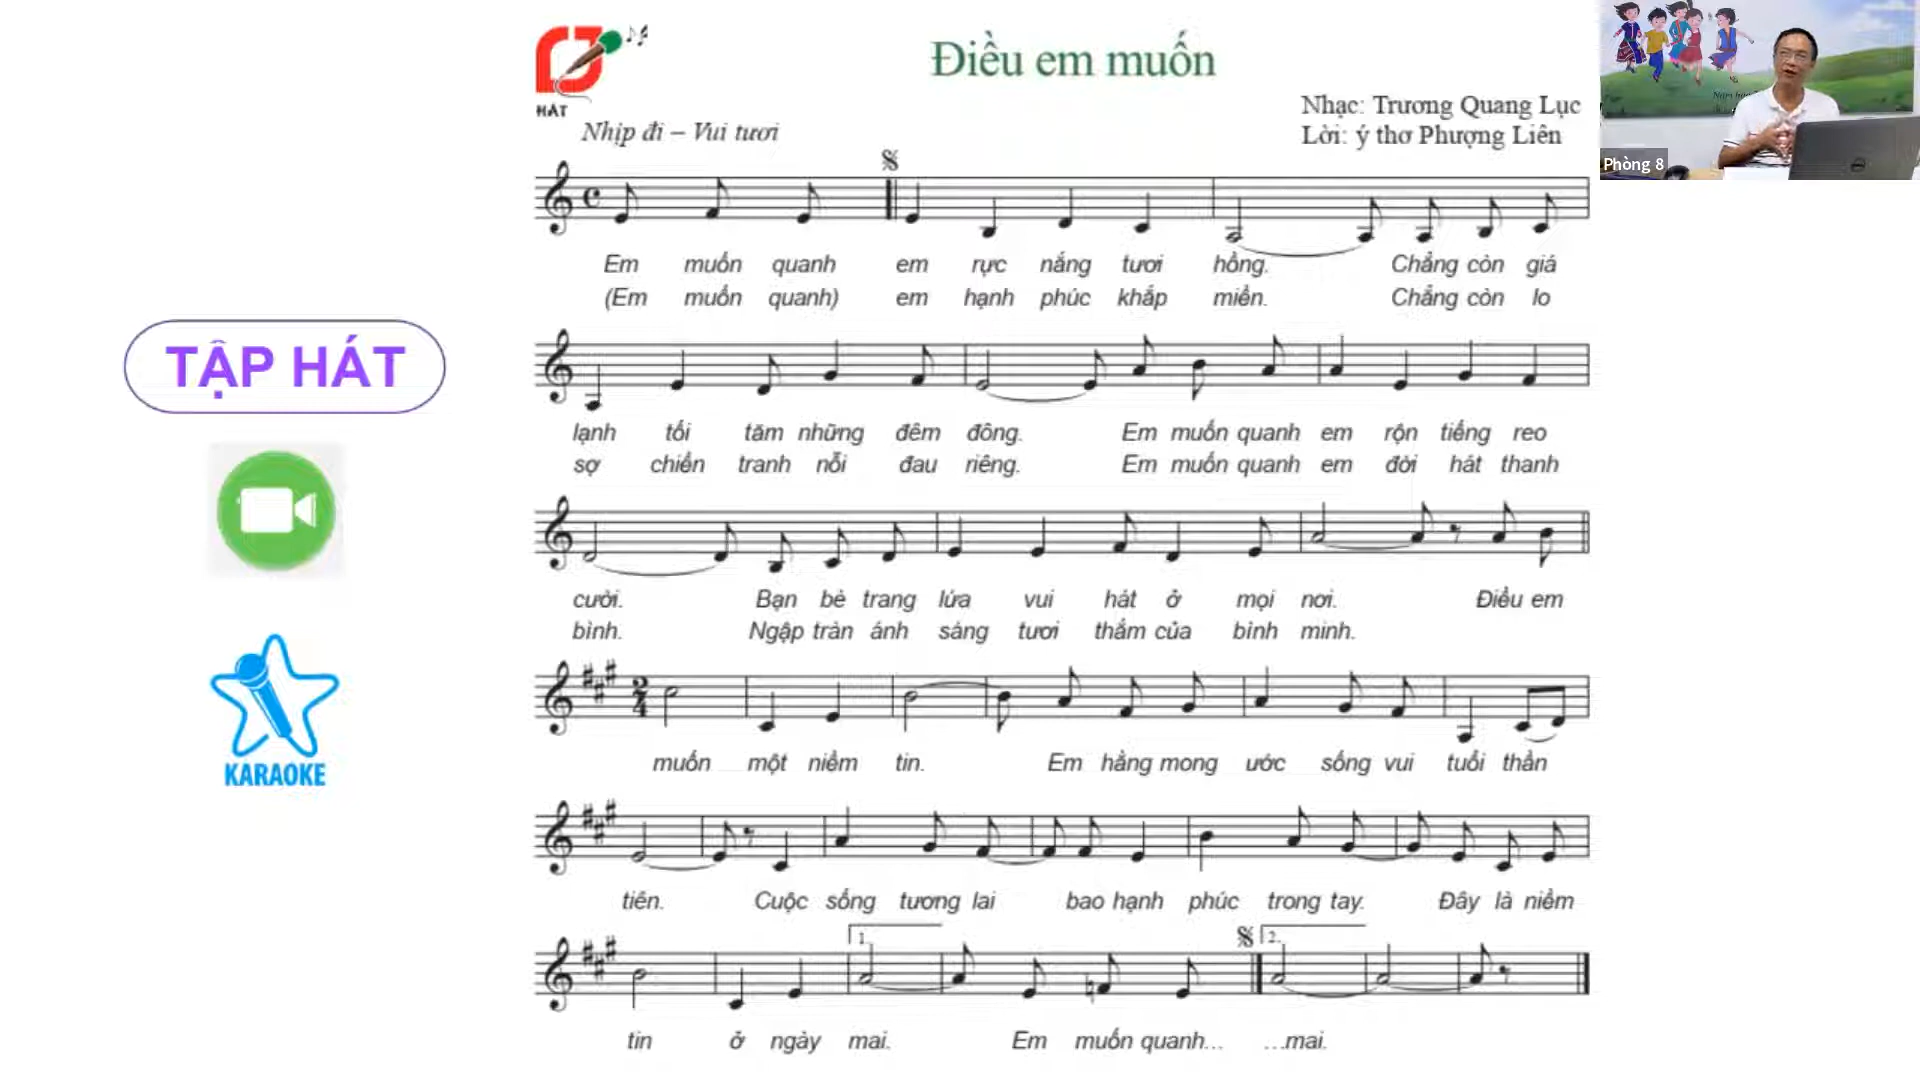 HÁT
Điều em muốn
Nhịp đi – Vui tươi
Nhạc: Trương Quang Lục
Lời: ý thơ Phượng Liên
Phòng 8
TẬP HÁT
KARAOKE
Em muốn quanh em rực nắng tươi hồng. Chẳng còn giá
(Em muốn quanh) em hạnh phúc khắp miền. Chẳng còn lo
lạnh tối tăm những đêm đông. Em muốn quanh em rộn tiếng reo
sợ chiến tranh nỗi đau riêng. Em muốn quanh em đời hát thanh
cười. Bạn bè trang lứa vui hát ở mọi nơi. Điều em
bình. Ngập tràn ánh sáng tươi thắm của bình minh.
2
4
muốn một niềm tin. Em hằng mong ước sống vui tuổi thần
tiên. Cuộc sống tương lai bao hạnh phúc trong tay. Đây là niềm
1.
2.
tin ở ngày mai. Em muốn quanh... ...mai.